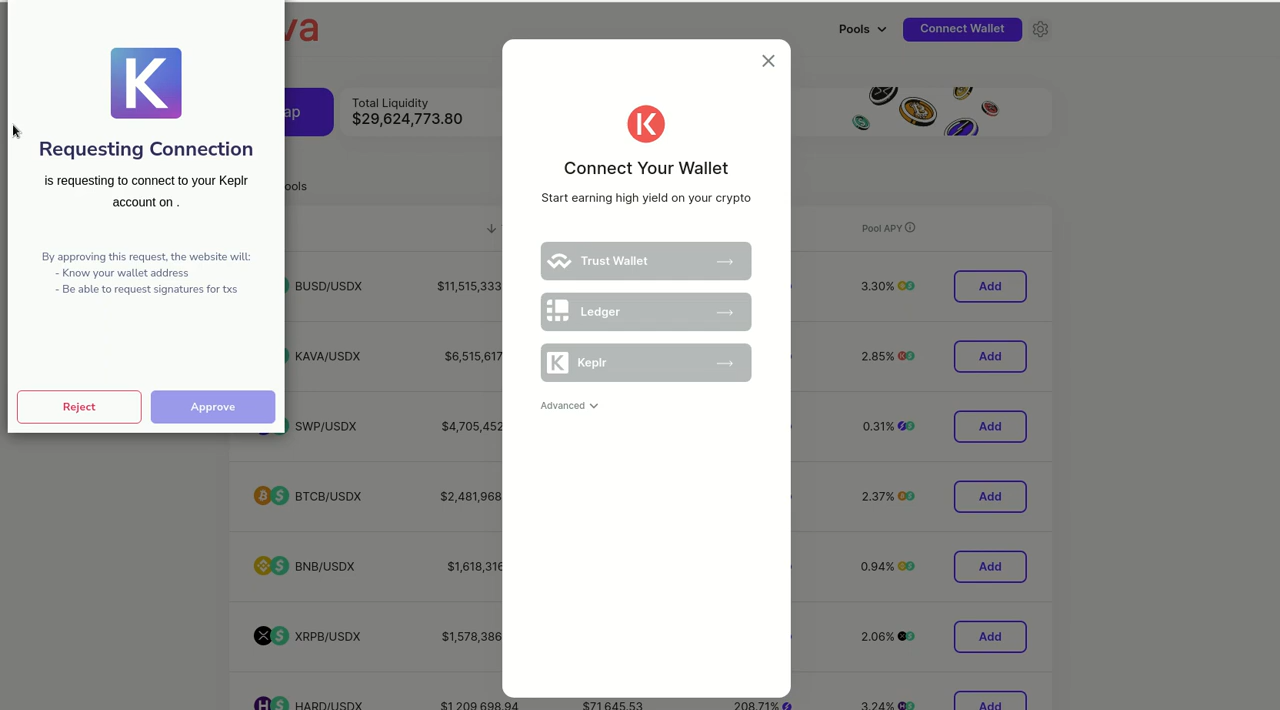 va
Pools
Connect Wallet
Requesting Connection
is requesting to connect to your Keplr
account on .
By approving this request, the website will:
- Know your wallet address
- Be able to request signatures for txs
Reject
Approve
ap
Total Liquidity
$29,624,773.80
ools
Connect Your Wallet
Start earning high yield on your crypto
Trust Wallet
Ledger
Keplr
Advanced
Pool APY
BUSD/USDX $11,515,333 3.30% Add
KAVA/USDX $6,515,617 2.85% Add
SWP/USDX $4,705,452 0.31% Add
BTCB/USDX $2,481,968 2.37% Add
BNB/USDX $1,618,316 0.94% Add
XRPB/USDX $1,578,386 2.06% Add
HARD/USDX $1,209,698.94 $71,645.53 208.71% 3.24% Add